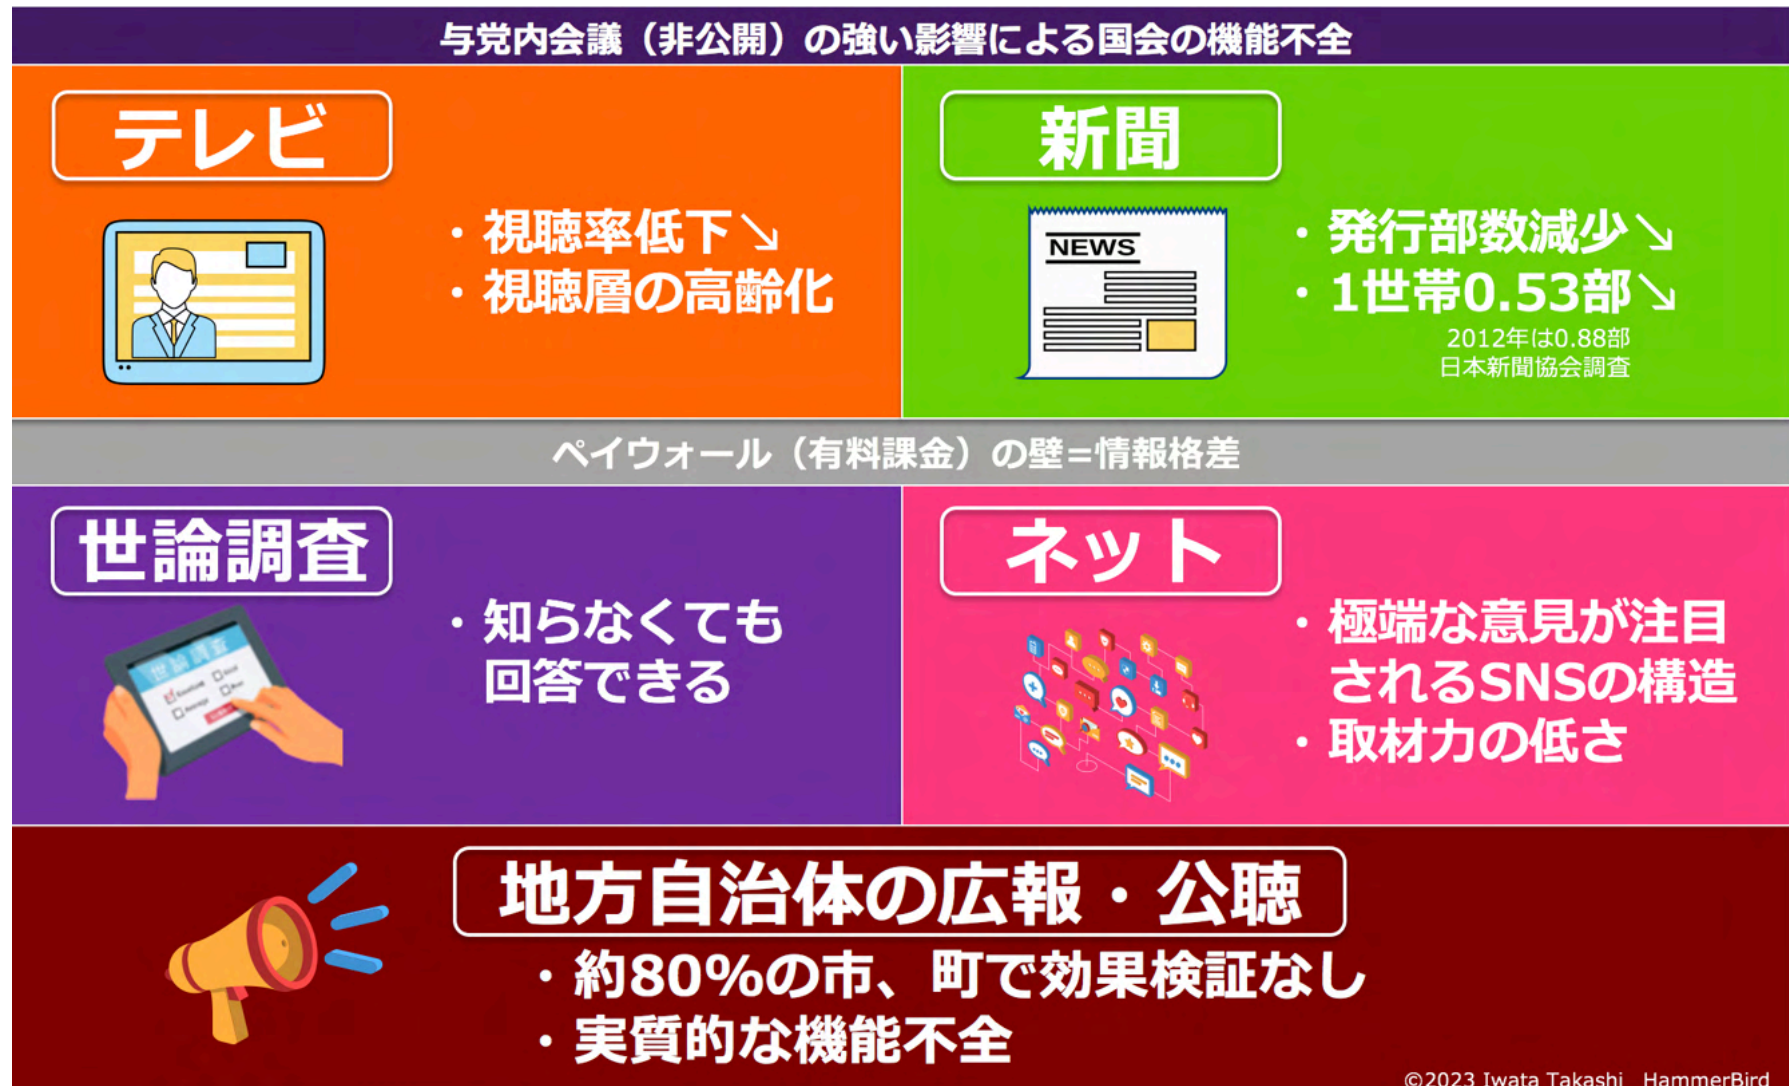 与党内会議（非公開）の強い影響による国会の機能不全
テレビ
・視聴率低下↘
・視聴層の高齢化
新聞
NEWS
・発行部数減少↘
・1世帯0.53部↘
2012年は0.88部
日本新聞協会調査
ペイウォール（有料課金）の壁=情報格差
世論調査
世論調査
・知らなくても
回答できる
ネット
・極端な意見が注目
されるSNSの構造
・取材力の低さ
地方自治体の広報・公聴
・約80%の市、町で効果検証なし
・実質的な機能不全
©2023 Iwata Takashi HammerBird